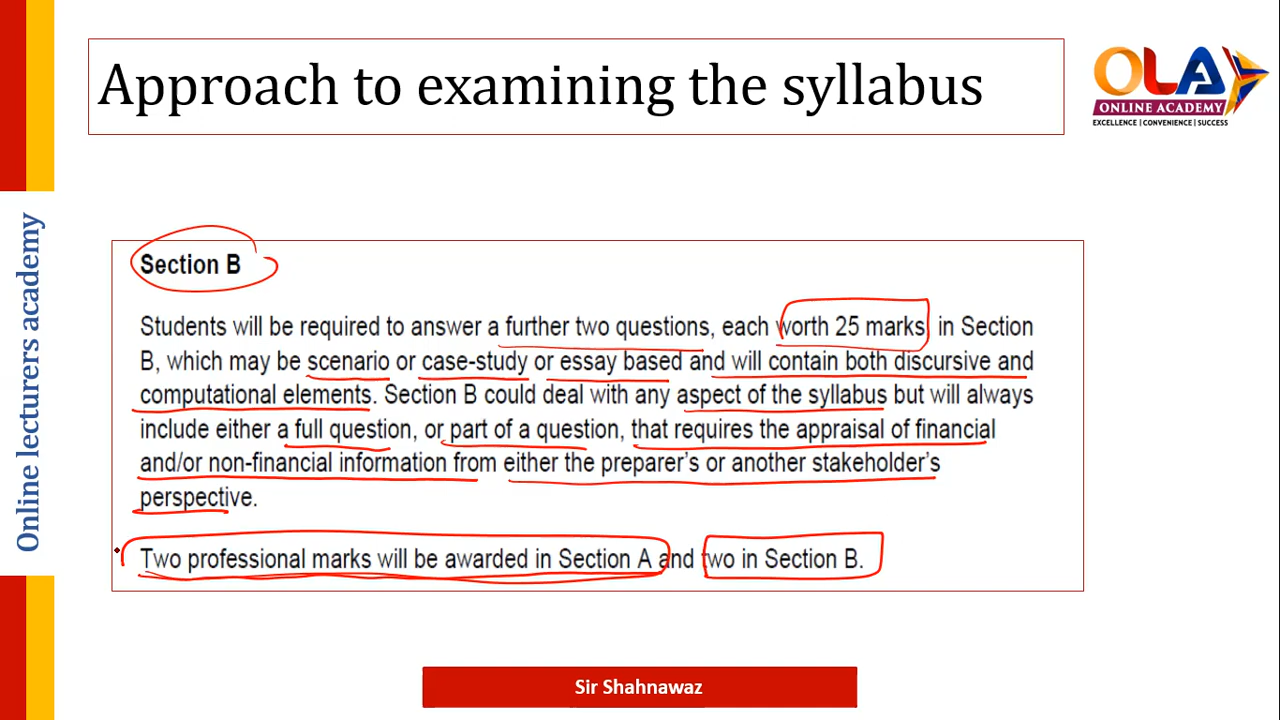 Approach to examining the syllabus
OLA
ONLINE ACADEMY
EXCELLENCE | CONVENIENCE | SUCCESS
Online lecturers academy
Section B
Students will be required to answer a further two questions, each worth 25 marks, in Section
B, which may be scenario or case-study or essay based and will contain both discursive and
computational elements. Section B could deal with any aspect of the syllabus but will always
include either a full question, or part of a question, that requires the appraisal of financial
and/or non-financial information from either the preparer's or another stakeholder's
perspective.
Two professional marks will be awarded in Section A and two in Section B.
Sir Shahnawaz